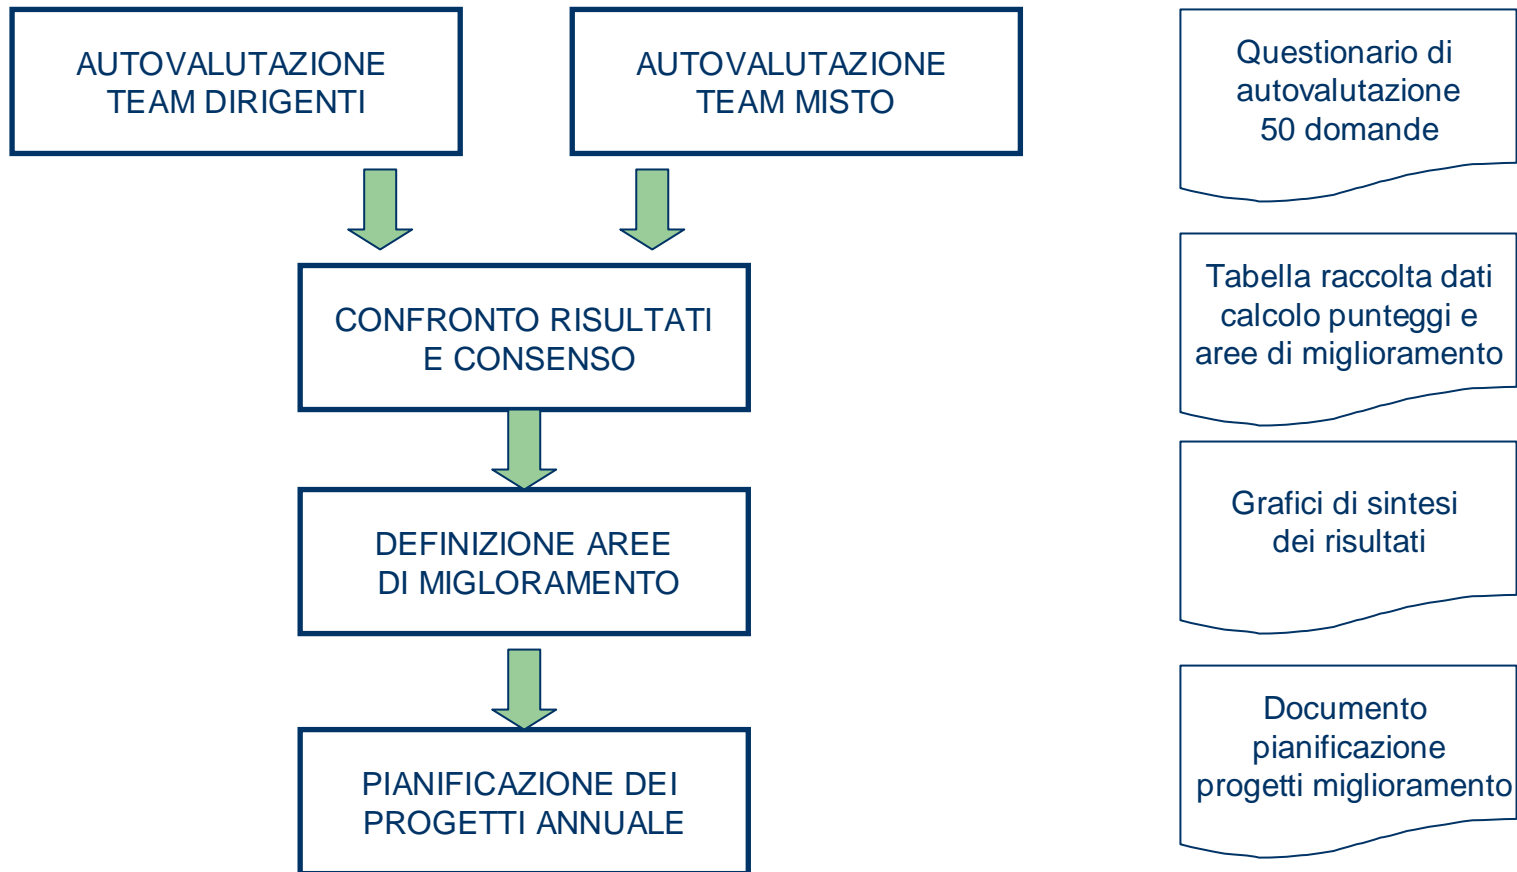 AUTOVALUTAZIONE
TEAM DIRIGENTI
AUTOVALUTAZIONE
TEAM MISTO
Questionario di
autovalutazione
50 domande
CONFRONTO RISULTATI
E CONSENSO
Tabella raccolta dati
calcolo punteggi e
aree di miglioramento
DEFINIZIONE AREE
DI MIGLORAMENTO
Grafici di sintesi
dei risultati
PIANIFICAZIONE DEI
PROGETTI ANNUALE
Documento
pianificazione
progetti miglioramento